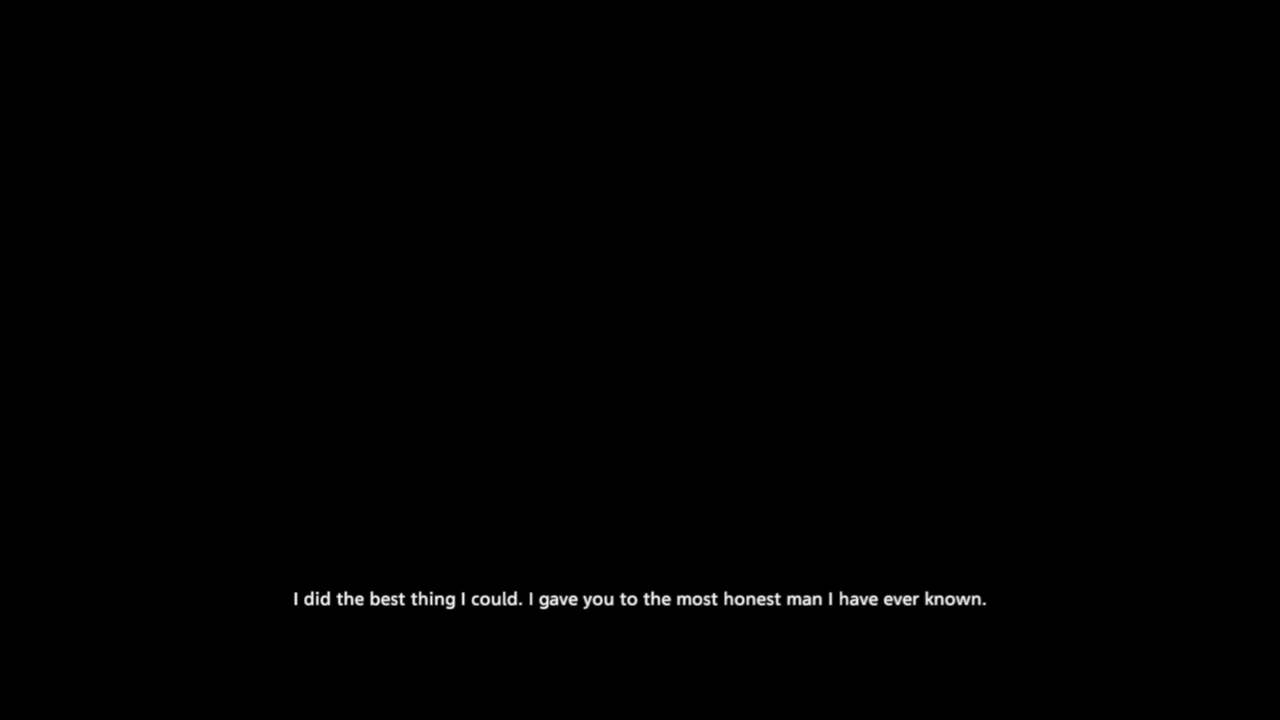 I did the best thing I could. I gave you to the most honest man I have ever known.